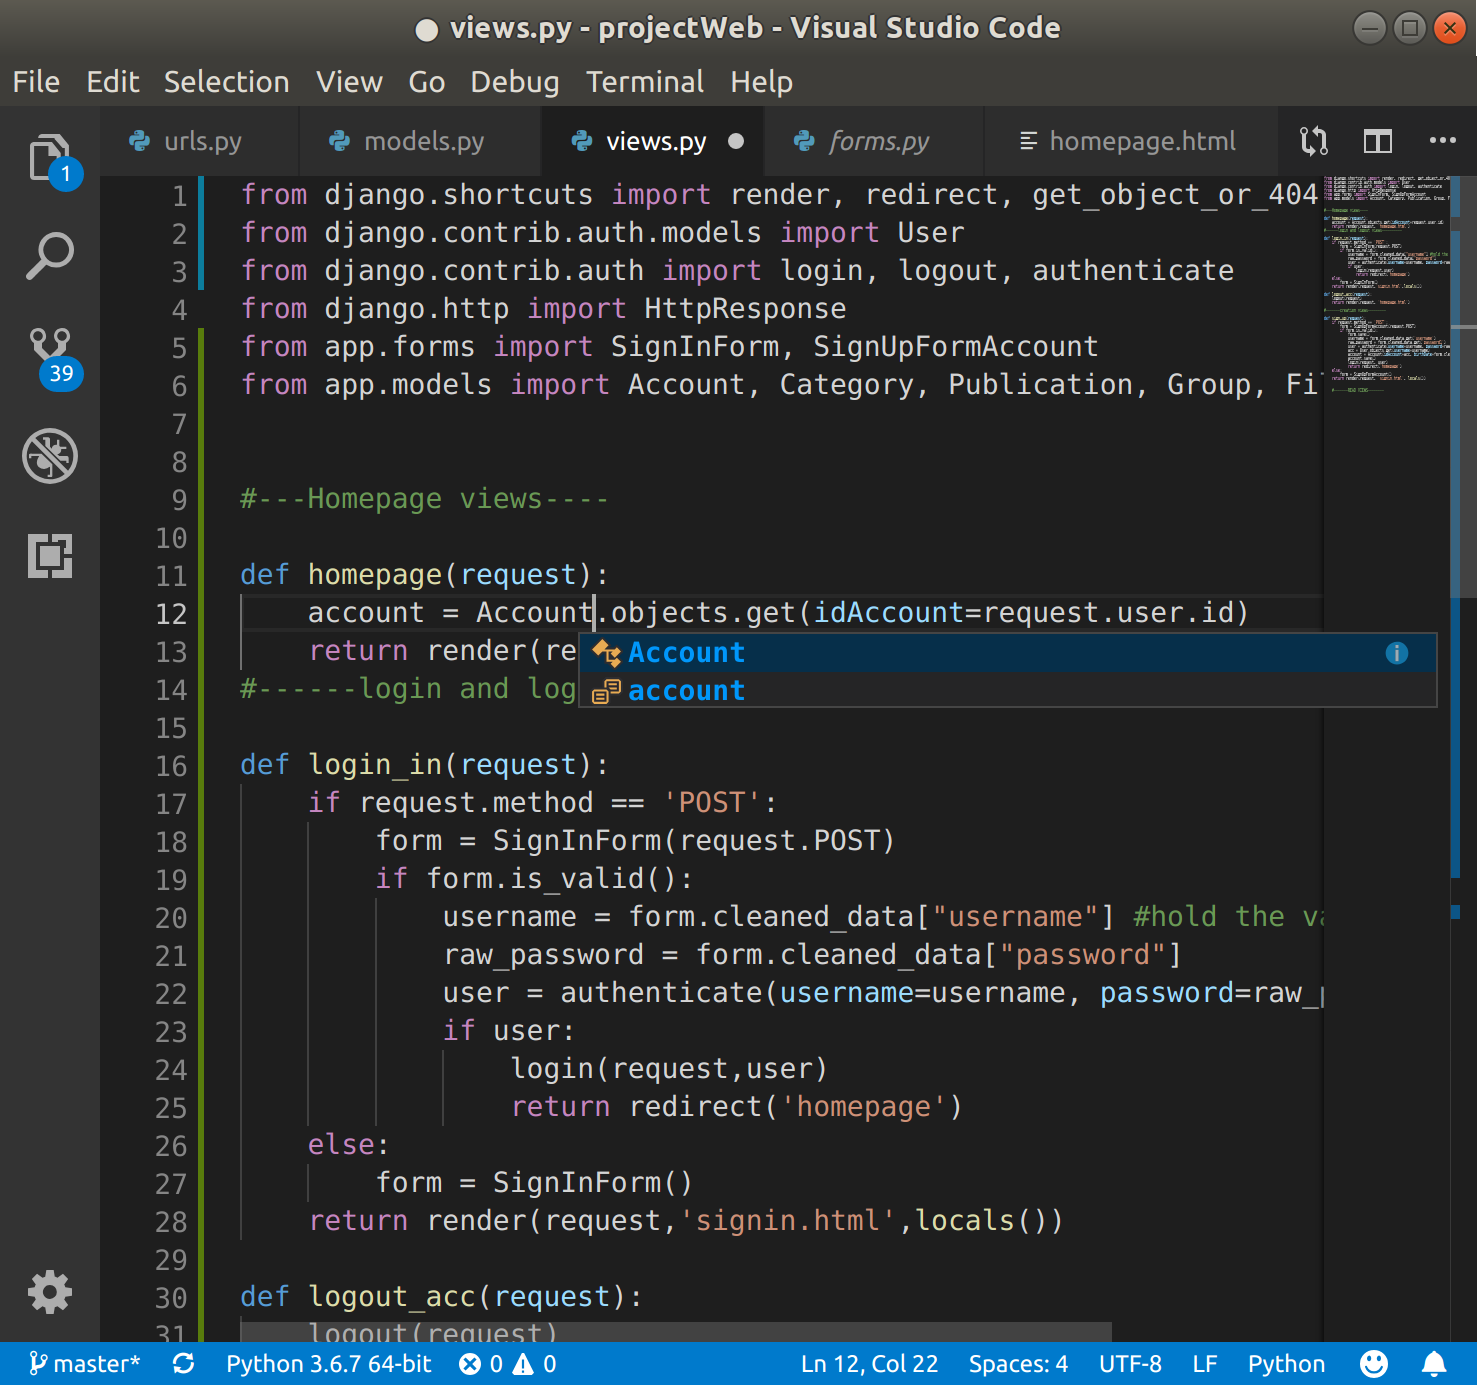 views.py - projectWeb - Visual Studio Code
File Edit Selection View Go Debug Terminal Help
urls.py models.py views.py forms.py homepage.html
1
39
1 from django.shortcuts import render, redirect, get_object_or_404
2 from django.contrib.auth.models import User
3 from django.contrib.auth import login, logout, authenticate
4 from django.http import HttpResponse
5 from app.forms import SignInForm, SignUpFormAccount
6 from app.models import Account, Category, Publication, Group, Fi
7
8
9 #---Homepage views----
10
11 def homepage(request):
12 account = Account.objects.get(idAccount=request.user.id)
13 return render(re
Account
14 #------login and log
account
15
16 def login_in(request):
17 if request.method == 'POST':
18 form = SignInForm(request.POST)
19 if form.is_valid():
20 username = form.cleaned_data["username"] #hold the va
21 raw_password = form.cleaned_data["password"]
22 user = authenticate(username=username, password=raw_p
23 if user:
24 login(request,user)
25 return redirect('homepage')
26 else:
27 form = SignInForm()
28 return render(request,'signin.html',locals())
29
30 def logout_acc(request):
31 logout(request)
master* Python 3.6.7 64-bit 0 0 Ln 12, Col 22 Spaces: 4 UTF-8 LF Python